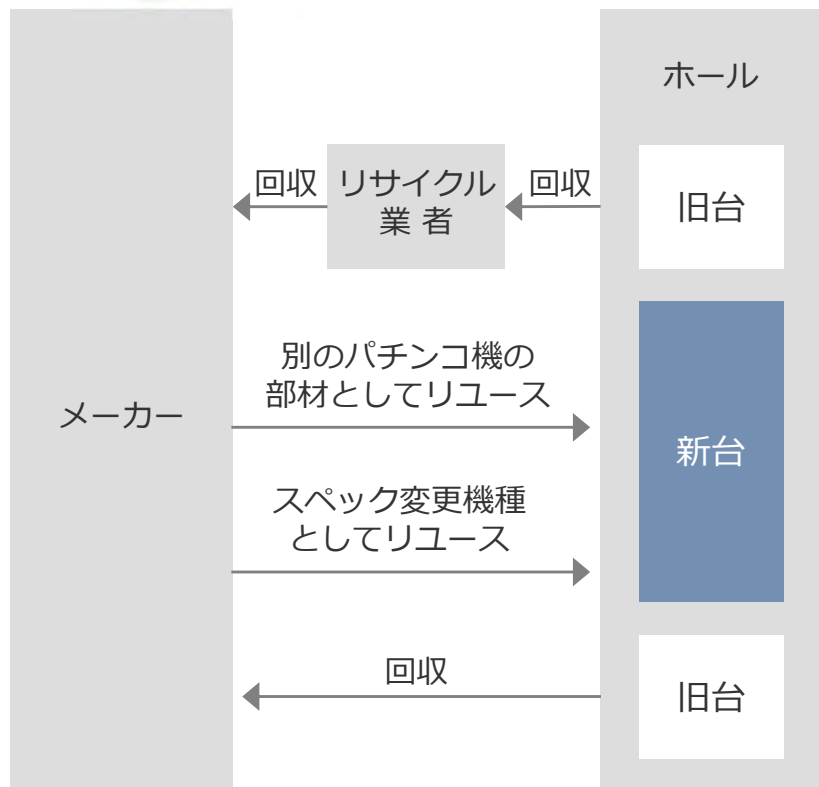 ホール
回収
リサイクル
業 者
回収
旧台
別のパチンコ機の
部材としてリユース
メーカー
新台
スペック変更機種
としてリユース
回収
旧台